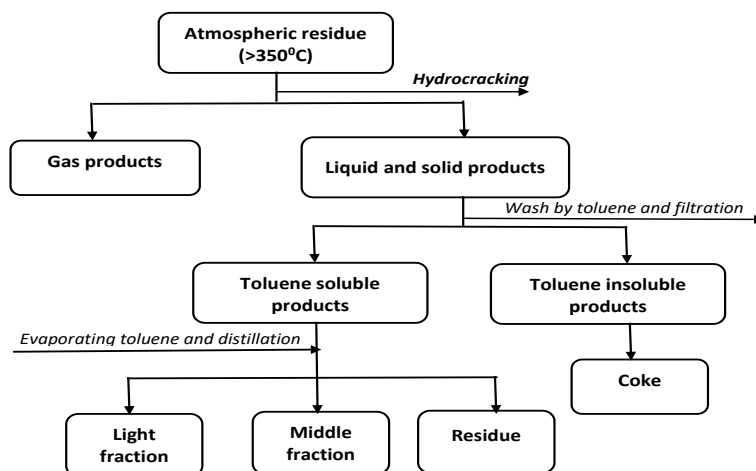 Atmospheric residue
(>350⁰C)
Hydrocracking
Gas products
Liquid and solid products
Wash by toluene and filtration
Toluene soluble
products
Toluene insoluble
products
Evaporating toluene and distillation
Coke
Light
fraction
Middle
fraction
Residue